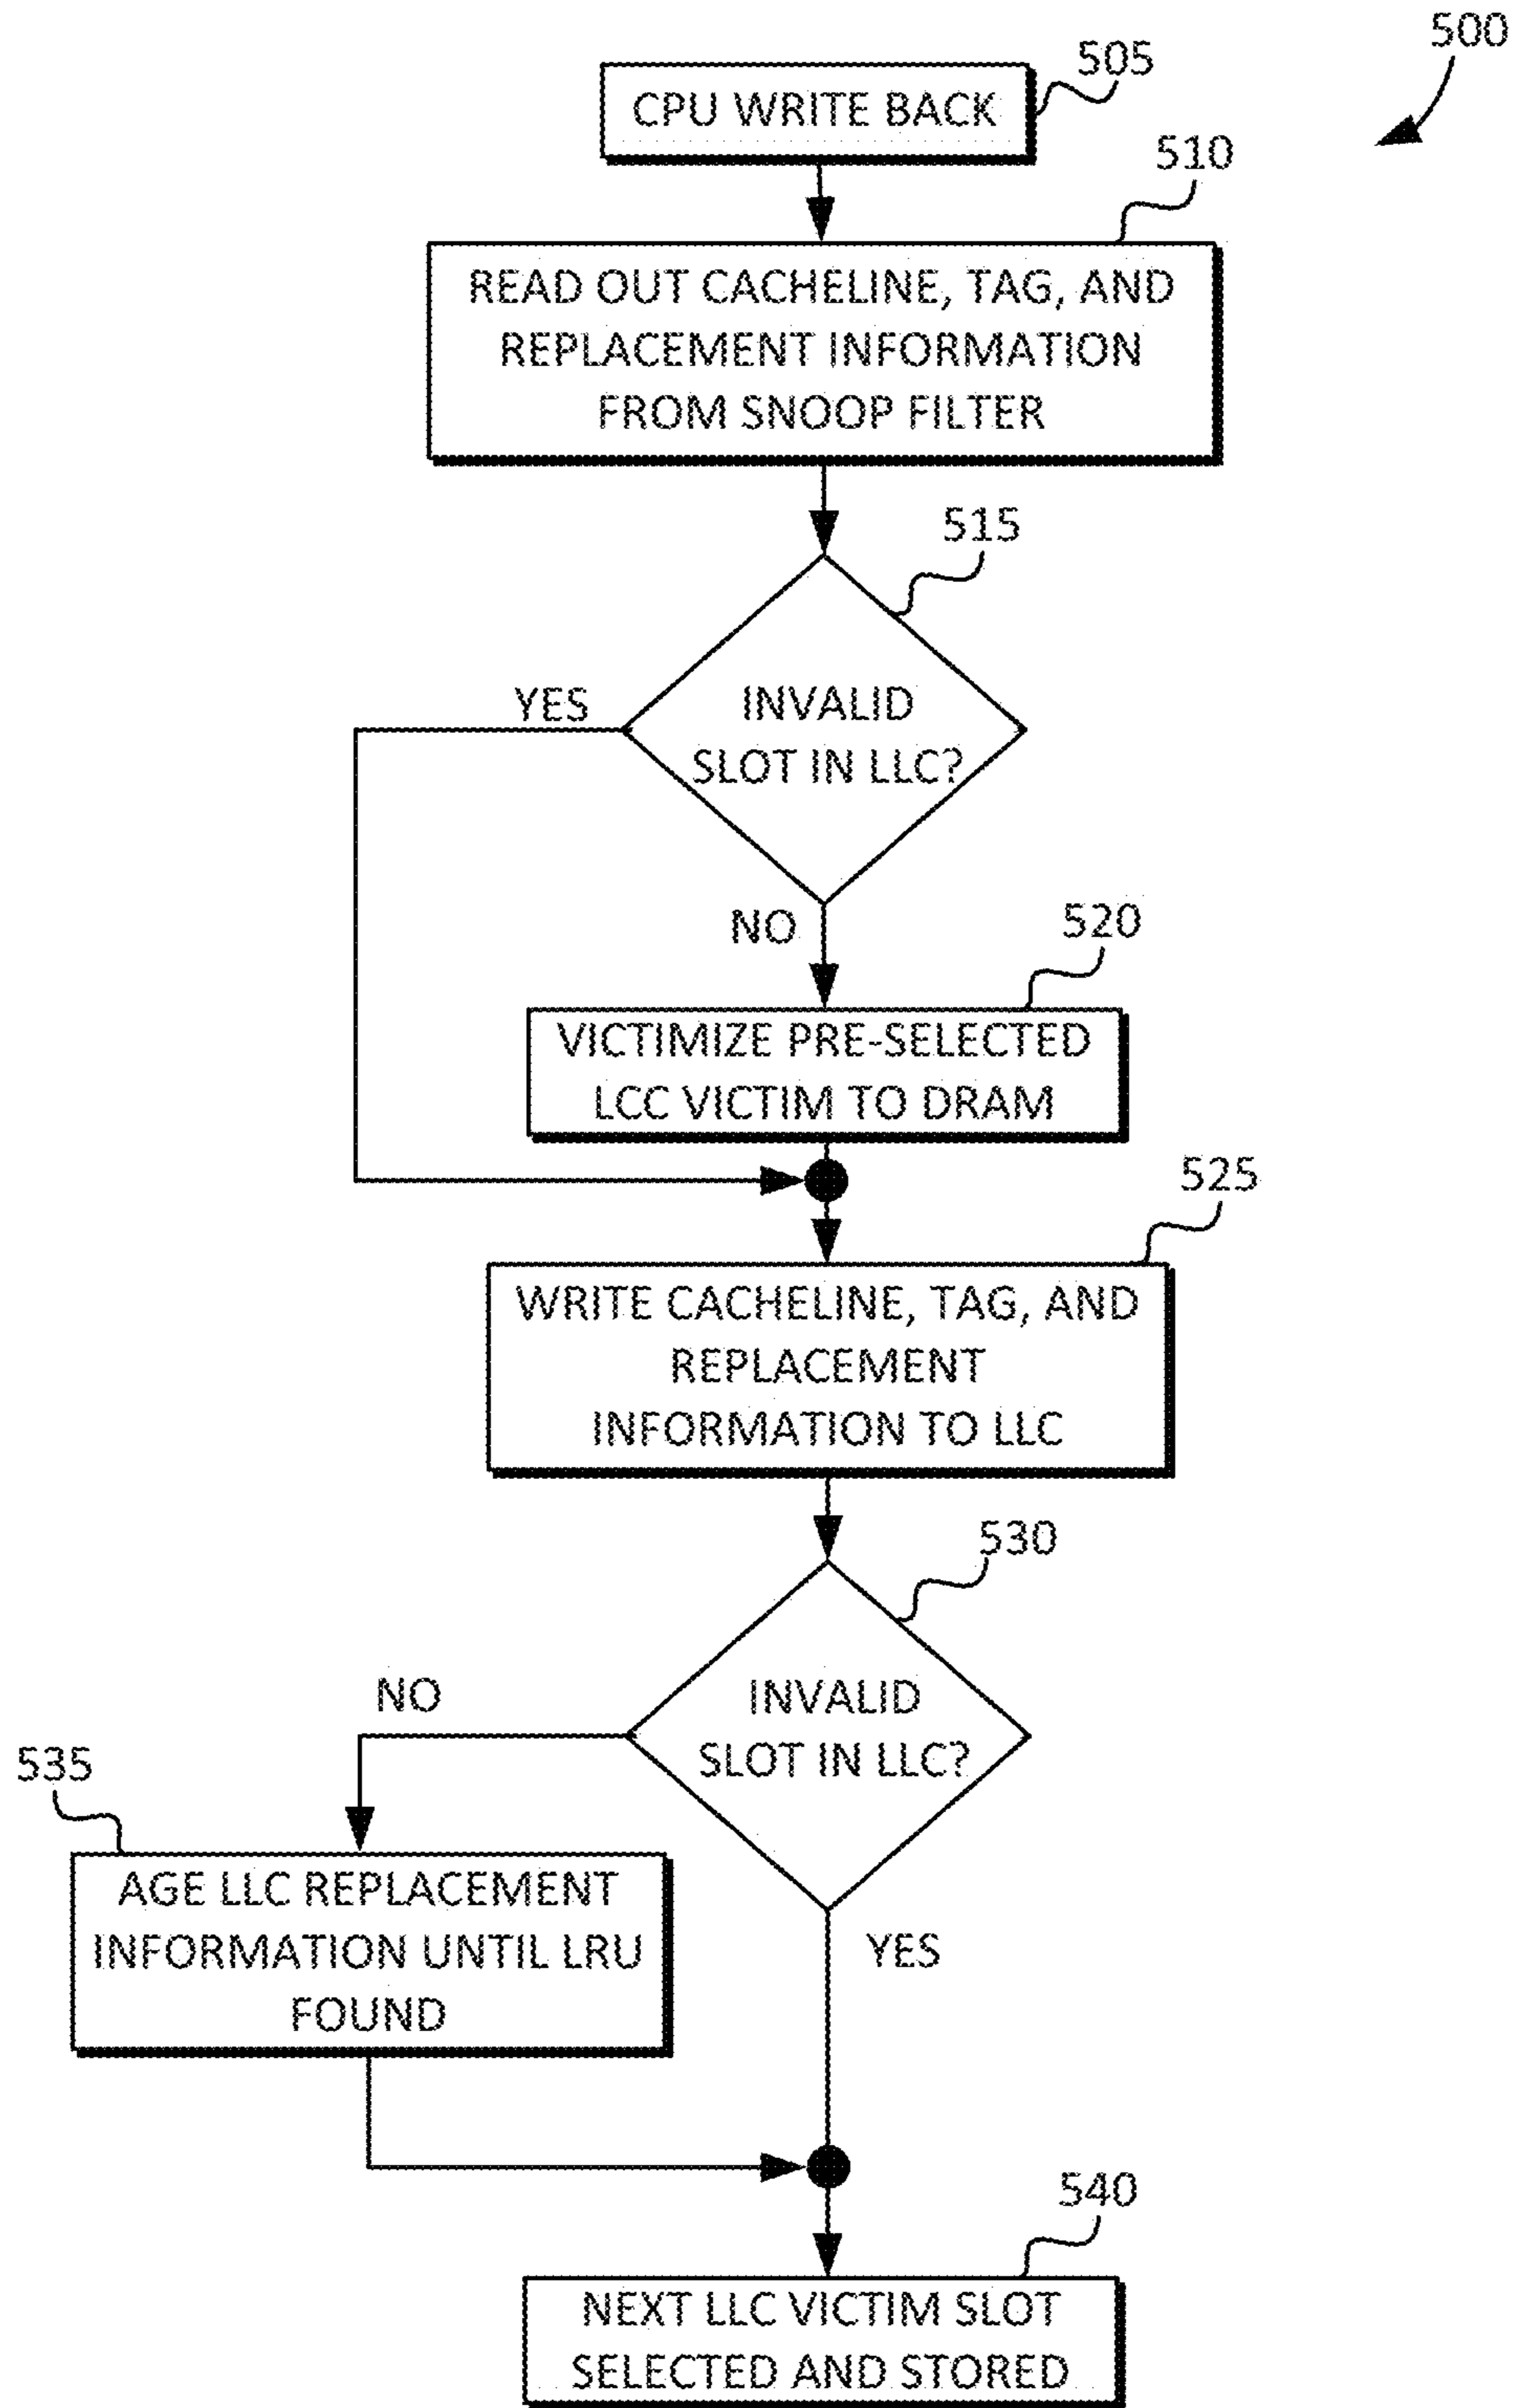 500
505
CPU WRITE BACK
510
READ OUT CACHELINE, TAG, AND
REPLACEMENT INFORMATION
FROM SNOOP FILTER
515
YES
INVALID
SLOT IN LLC?
NO
520
VICTIMIZE PRE-SELECTED
LCC VICTIM TO DRAM
525
WRITE CACHELINE, TAG, AND
REPLACEMENT
INFORMATION TO LLC
530
NO
INVALID
SLOT IN LLC?
535
AGE LLC REPLACEMENT
INFORMATION UNTIL LRU
FOUND
YES
540
NEXT LLC VICTIM SLOT
SELECTED AND STORED